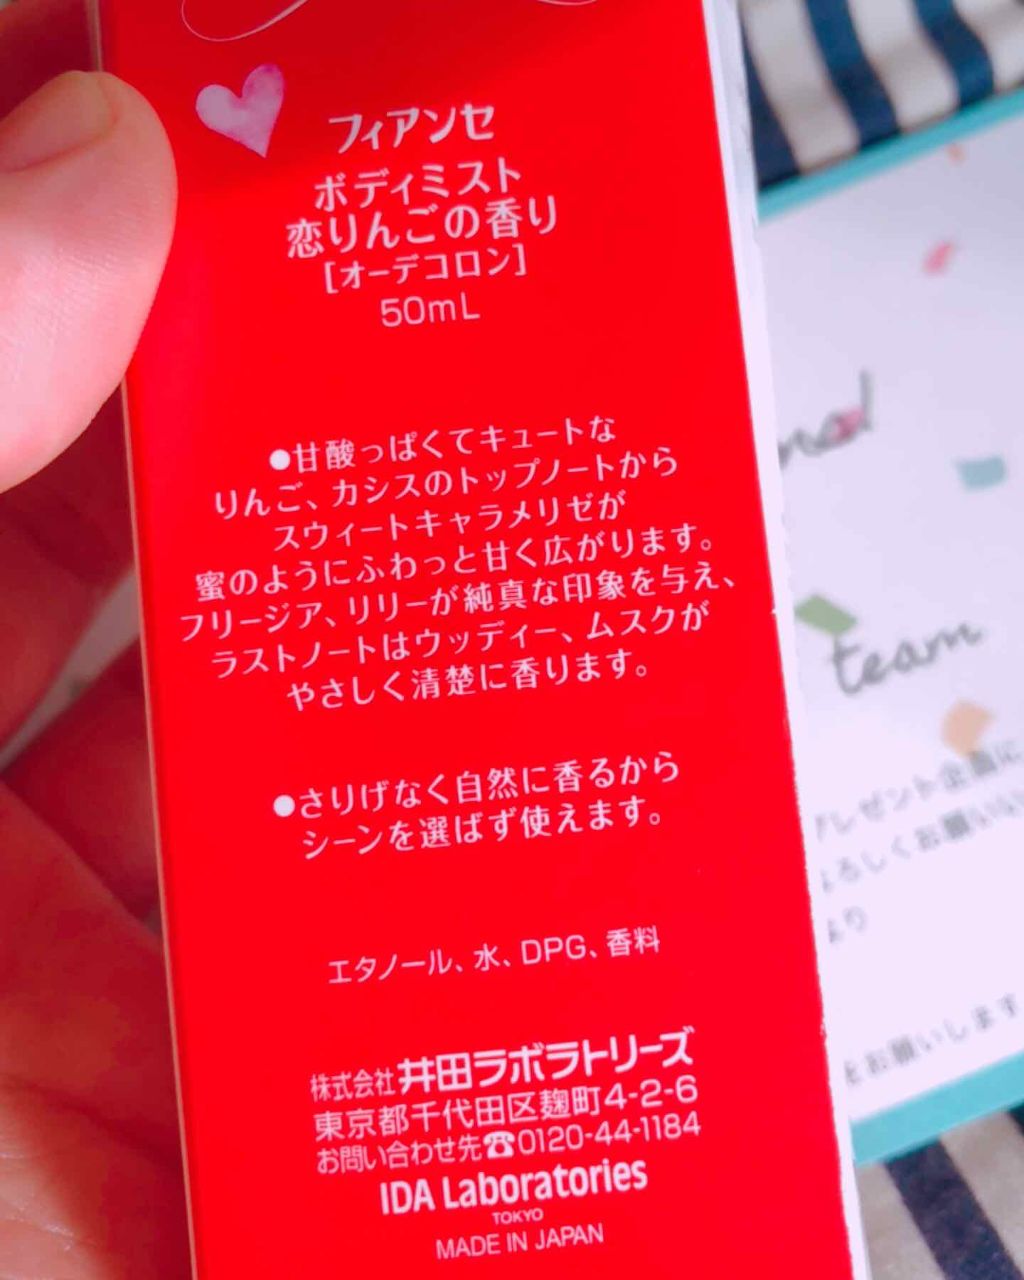 フィアンセ
ボディミスト
恋りんごの香り
[オーデコロン]
50mL
●甘酸っぱくてキュートな
りんご、カシスのトップノートから
スウィートキャラメリゼが
蜜のようにふわっと甘く広がります。
フリージア、リリーが純真な印象を与え、
ラストノートはウッディー、ムスクが
やさしく清楚に香ります。
●さりげなく自然に香るから
シーンを選ばず使えます。
エタノール、水、DPG、香料
株式会社井田ラボラトリーズ
東京都千代田区麹町4-2-6
お問い合わせ先☎0120-44-1184
IDA Laboratories
TOKYO
MADE IN JAPAN
team
プレゼント企画に
よろしくお願いい
より
をお願いします